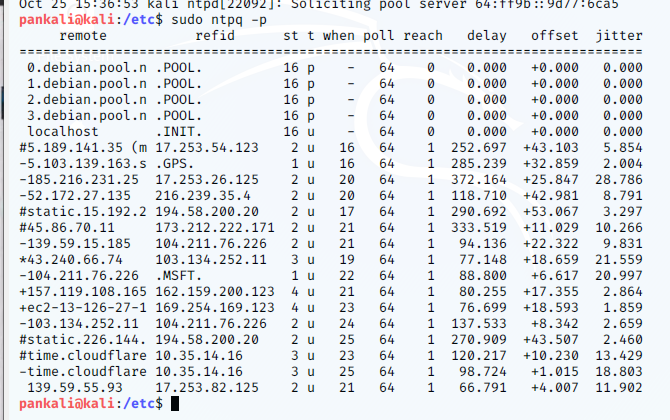 Oct 25 15:36:53 kali ntpd[22092]: Soliciting pool server 64:ff9b::9d77:6ca5
pankali@kali:/etc$ sudo ntpq -p
     remote           refid      st t when poll reach   delay   offset  jitter
==============================================================================
 0.debian.pool.n .POOL.          16 p    -   64    0    0.000   +0.000   0.000
 1.debian.pool.n .POOL.          16 p    -   64    0    0.000   +0.000   0.000
 2.debian.pool.n .POOL.          16 p    -   64    0    0.000   +0.000   0.000
 3.debian.pool.n .POOL.          16 p    -   64    0    0.000   +0.000   0.000
 localhost       .INIT.          16 u    -   64    0    0.000   +0.000   0.000
#5.189.141.35 (m 17.253.54.123    2 u   16   64    1  252.697  +43.103   5.854
-5.103.139.163.s .GPS.            1 u   16   64    1  285.239  +32.859   2.004
-185.216.231.25  17.253.26.125    2 u   20   64    1  372.164  +25.847  28.786
-52.172.27.135   216.239.35.4     2 u   20   64    1  118.710  +42.981   8.791
#static.15.192.2 194.58.200.20    2 u   17   64    1  290.692  +53.067   3.297
#45.86.70.11     173.212.222.171  2 u   21   64    1  333.519  +11.029  10.266
-139.59.15.185   104.211.76.226   2 u   21   64    1   94.136  +22.322   9.831
*43.240.66.74    103.134.252.11   3 u   19   64    1   77.148  +18.659  21.559
-104.211.76.226  .MSFT.           1 u   22   64    1   88.800   +6.617  20.997
+157.119.108.165 162.159.200.123  4 u   21   64    1   80.255  +17.355   2.864
+ec2-13-126-27-1 169.254.169.123  4 u   23   64    1   76.699  +18.593   1.859
-103.134.252.11  104.211.76.226   2 u   24   64    1  137.533   +8.342   2.659
#static.226.144. 194.58.200.20    2 u   25   64    1  270.909  +43.507   2.460
#time.cloudflare 10.35.14.16      3 u   23   64    1  120.217  +10.230  13.429
-time.cloudflare 10.35.14.16      3 u   25   64    1   98.724   +1.015  18.803
 139.59.55.93    17.253.82.125    2 u   21   64    1   66.791   +4.007  11.902
pankali@kali:/etc$